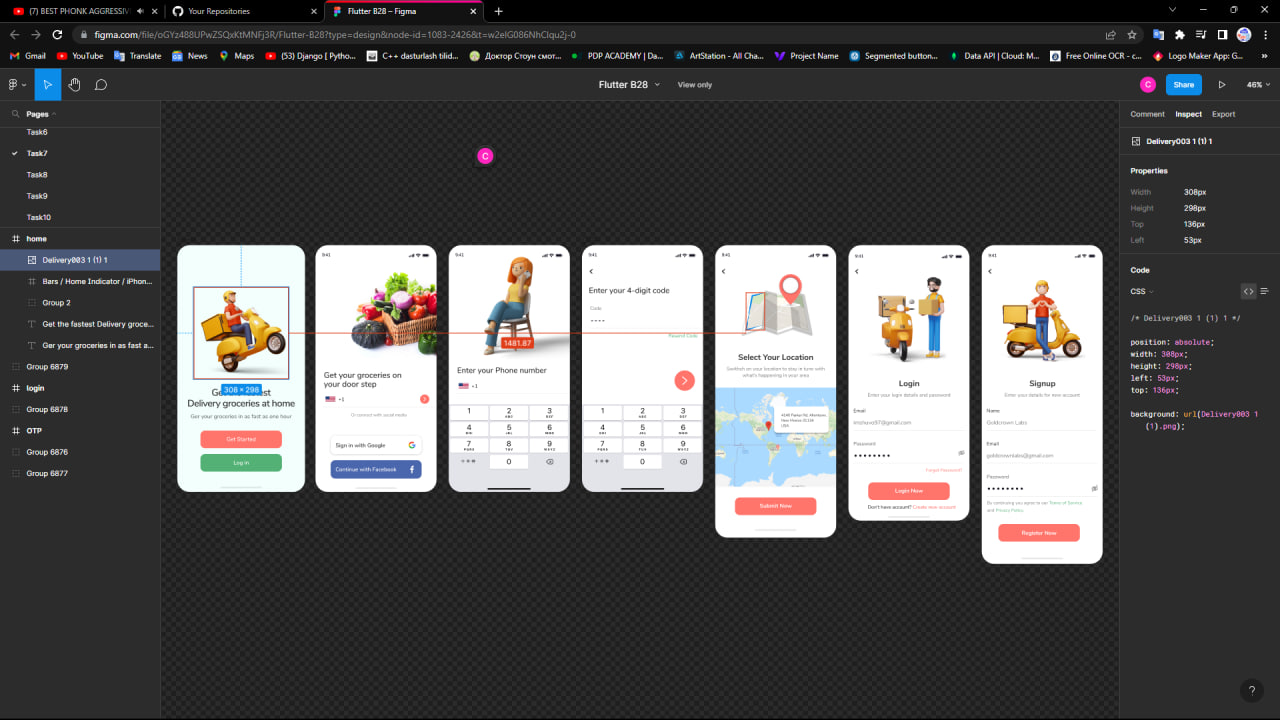 (7) BEST PHONK AGGRESSIV
Your Repositories
Flutter B28 – Figma
figma.com/file/oGYz488UPwZSQxKtMNFj3R/Flutter-B28?type=design&node-id=1083-2426&t=w2elG086NhClqu2j-0
Gmail
YouTube
Translate
News
Maps
(53) Django [ Pytho...
C++ dasturlash tilid...
Доктор Стоун смот...
PDP ACADEMY | Da...
ArtStation - All Cha...
Project Name
Segmented button...
Data API | Cloud: M...
Free Online OCR - c...
Logo Maker App: G...
Flutter B28
View only
C
Share
46%
Pages
Task6
Task7
Task8
Task9
Task10
home
Delivery003 1 (1) 1
Bars / Home Indicator / iPhon...
Group 2
Get the fastest Delivery groce...
Ger your groceries in as fast a...
Group 6879
login
Group 6878
OTP
Group 6876
Group 6877
C
308 × 298
Delivery groceries at home
Ger your groceries in as fast as one hour
Get Started
Log in
9:41
Get your groceries on
your door step
+1
Or connect with social media
Sign in with Google
G
Continue with Facebook
f
9:41
1481.87
Enter your Phone number
+1
1
2
ABC
3
DEF
4
GHI
5
JKL
6
MNO
7
PQRS
8
TUV
9
WXYZ
+ * #
0
9:41
Enter your 4-digit code
Code
- - - -
Resend Code
1
2
ABC
3
DEF
4
GHI
5
JKL
6
MNO
7
PQRS
8
TUV
9
WXYZ
0
9:41
Select Your Location
Swithch on your location to stay in tune with
what's happening in your area
Submit Now
9:41
Login
Enter your login details and password
Email
Password
Forgot Password?
Login Now
Don't have account? Create new account
9:41
Signup
Enter your details for new account
Name
Goldcrown Labs
Email
goldcrownlabs@gmail.com
Password
By continuing you agree to our Terms of Service
and Privacy Policy.
Register Now
Comment
Inspect
Export
Delivery003 1 (1) 1
Properties
Width
308px
Height
298px
Top
136px
Left
53px
Code
CSS
/* Delivery003 1 (1) 1 */
position: absolute;
width: 308px;
height: 298px;
left: 53px;
top: 136px;
background: url(Delivery003 1
(1).png);
?